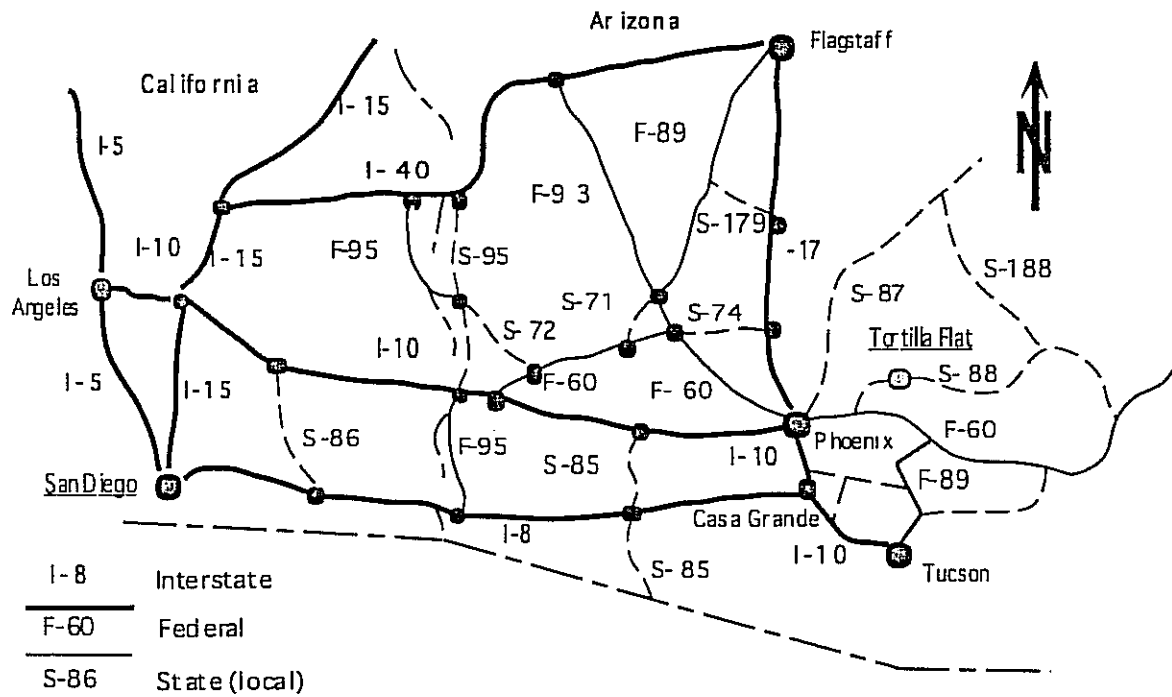 Arizona
Flagstaff
California
I-15
N
I-5
F-89
I-40
F-93
S-179
I-10
I-15
F-95
S-95
-17
S-188
Los
Angeles
S-87
S-71
S-74
S-72
Tortilla Flat
I-10
I-5
I-15
F-60
F-60
S-88
Phoenix
F-60
S-86
F-95
S-85
I-10
San Diego
F-89
Casa Grande
I-8
I-10
S-85
Tucson
I-8 Interstate
F-60 Federal
S-86 State (local)